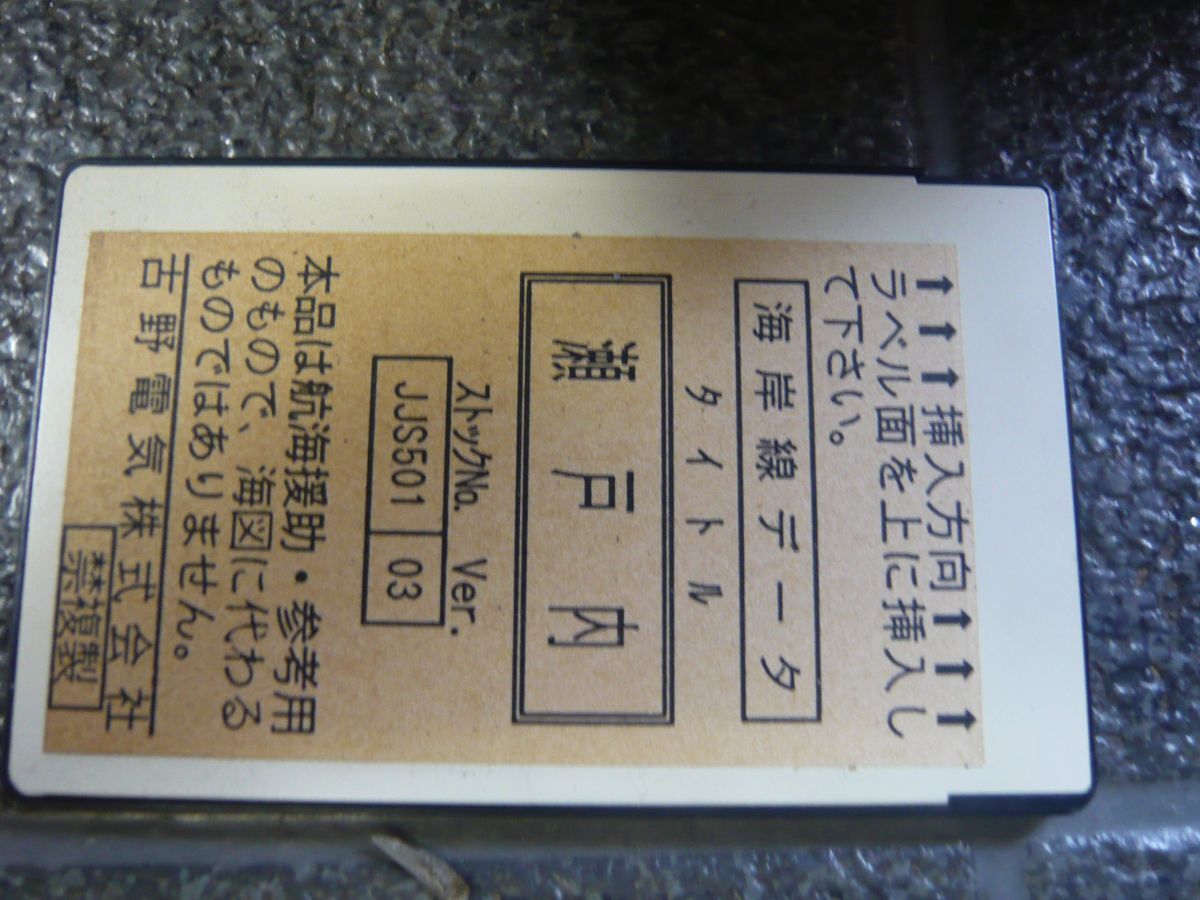 ↑ ↑ ↑ 挿入方向 ↑ ↑ ↑
ラベル面を上に挿入し
て下さい。
海岸線データ
タイトル
瀬戸内
ストックNo. Ver.
JJS501 03
本品は航海援助・参考用
のもので、海図に代わる
ものではありません。
古野電気株式会社
禁複製